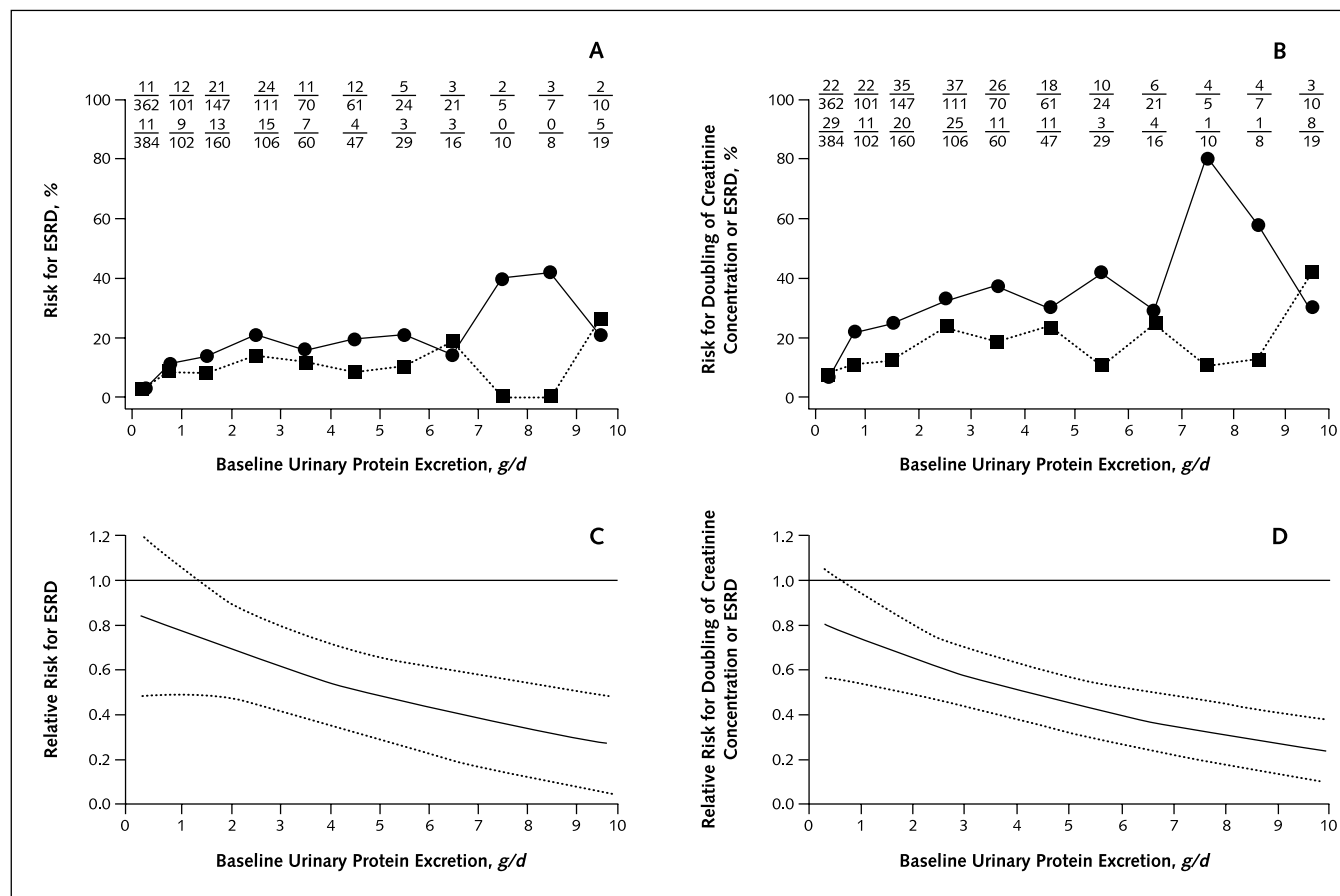 A
11 12 21 24 11 12 5 3 2 3 2
362 101 147 111 70 61 24 21 5 7 10
11 9 13 15 7 4 3 3 0 0 5
384 102 160 106 60 47 29 16 10 8 19
100
80
60
40
20
0
Risk for ESRD, %
0 1 2 3 4 5 6 7 8 9 10
Baseline Urinary Protein Excretion, g/d
B
22 22 35 37 26 18 10 6 4 4 3
362 101 147 111 70 61 24 21 5 7 10
29 11 20 25 11 11 3 4 1 1 8
384 102 160 106 60 47 29 16 10 8 19
100
80
60
40
20
0
Risk for Doubling of Creatinine
Concentration or ESRD, %
0 1 2 3 4 5 6 7 8 9 10
Baseline Urinary Protein Excretion, g/d
C
1.2
1.0
0.8
0.6
0.4
0.2
0.0
Relative Risk for ESRD
0 1 2 3 4 5 6 7 8 9 10
Baseline Urinary Protein Excretion, g/d
D
1.2
1.0
0.8
0.6
0.4
0.2
0.0
Relative Risk for Doubling of Creatinine
Concentration or ESRD
0 1 2 3 4 5 6 7 8 9 10
Baseline Urinary Protein Excretion, g/d